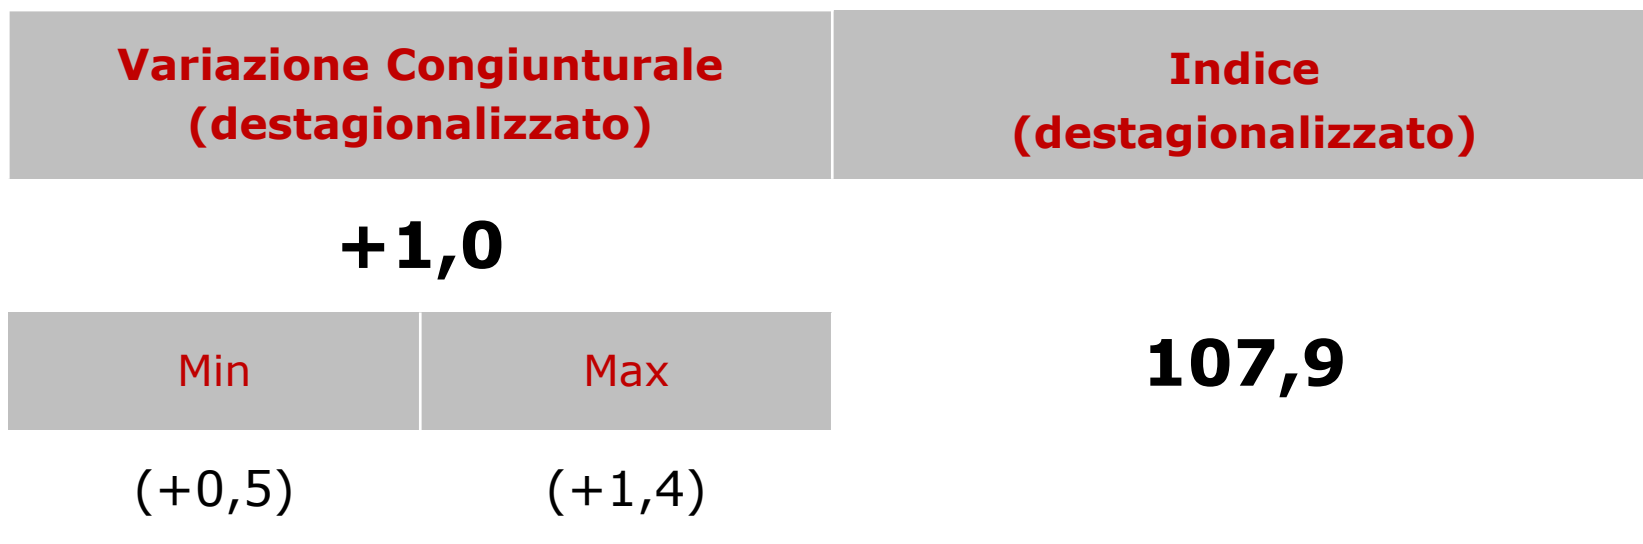 Variazione Congiunturale
(destagionalizzato)
Indice
(destagionalizzato)
+1,0
107,9
Min
Max
(+0,5)
(+1,4)